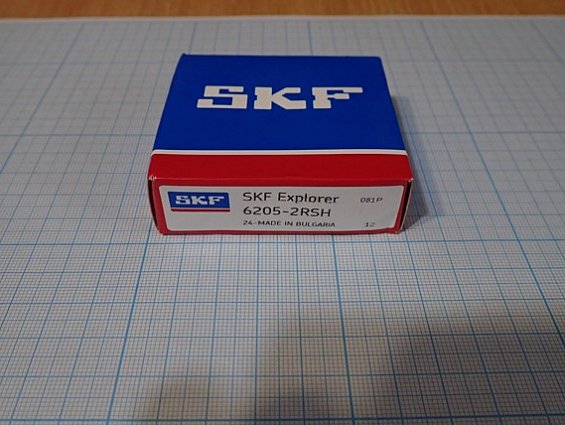 SKF
SKF
SKF Explorer 081P
6205-2RSH
24-MADE IN BULGARIA 12